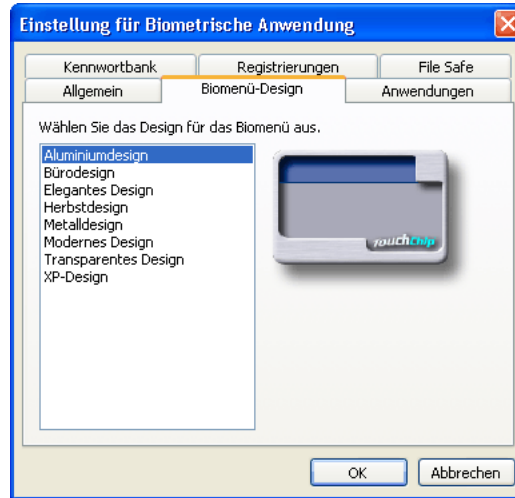 Einstellung für Biometrische Anwendung
Kennwortbank Registrierungen File Safe
Allgemein Biomenü-Design Anwendungen
Wählen Sie das Design für das Biomenü aus.
Aluminiumdesign
Bürodesign
Elegantes Design
Herbstdesign
Metalldesign
Modernes Design
Transparentes Design
XP-Design
TouchChip
OK Abbrechen